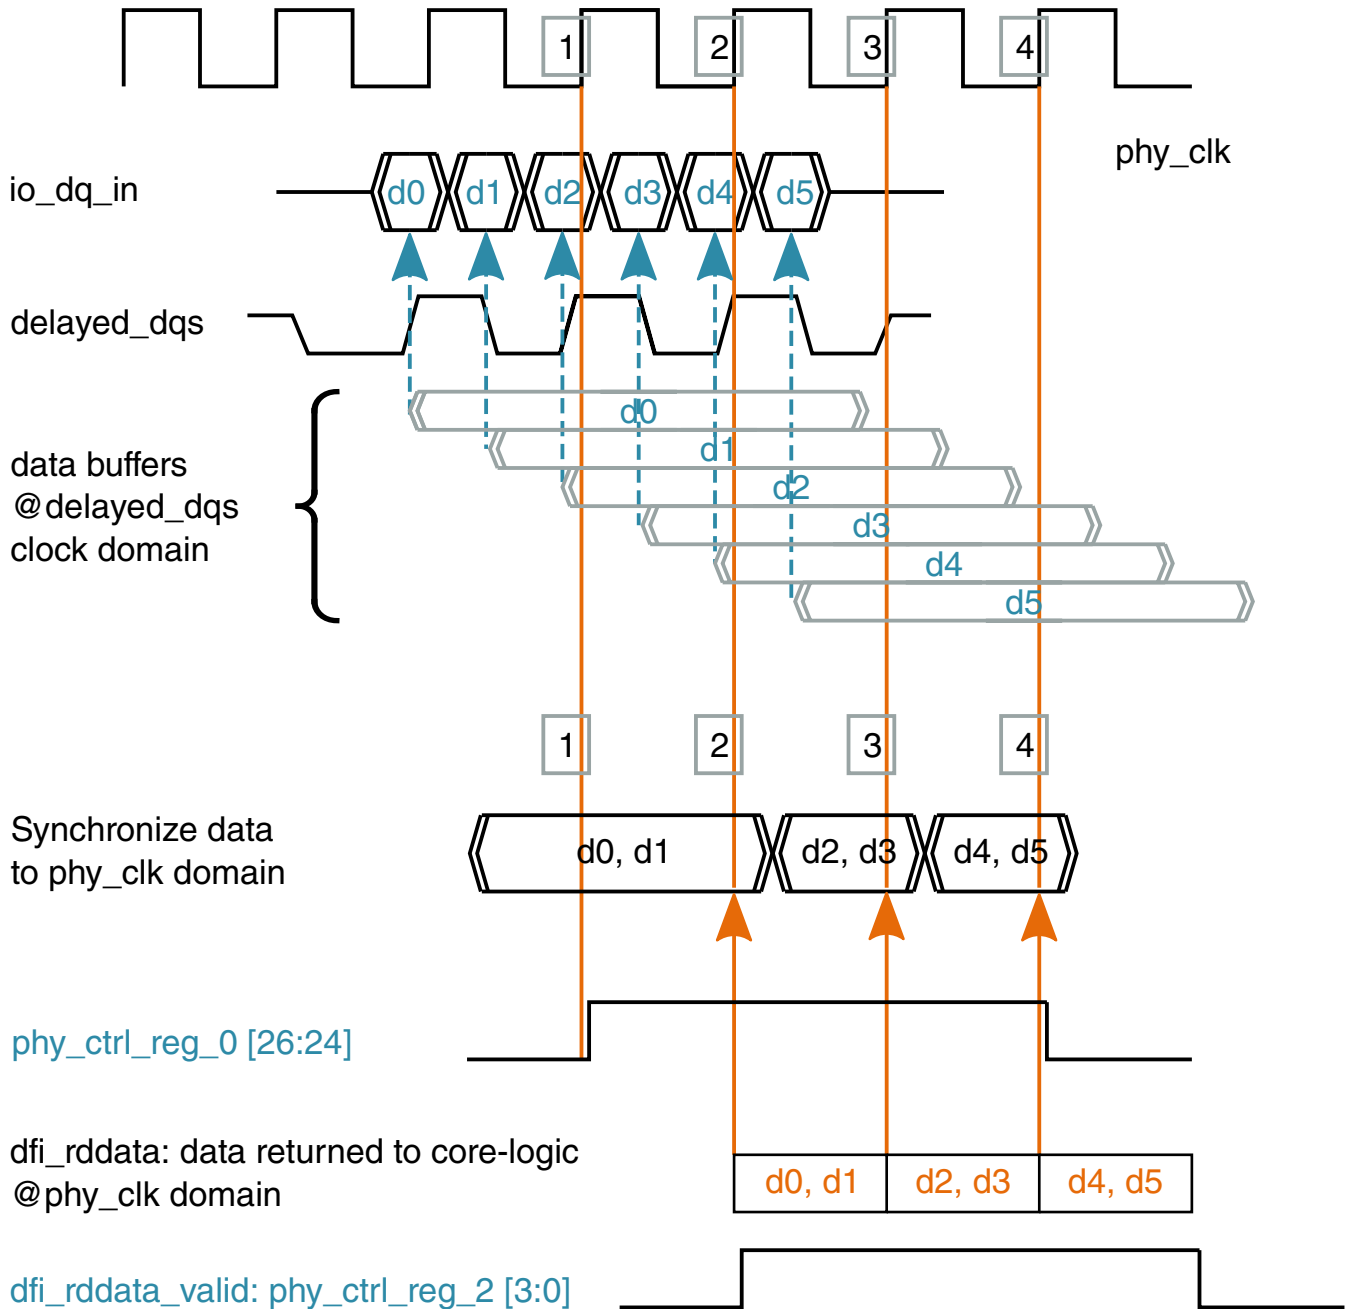 1 2 3 4
phy_clk
io_dq_in d0 d1 d2 d3 d4 d5
delayed_dqs
d0
d1
data buffers
d2
@delayed_dqs
d3
clock domain
d4
d5
1 2 3 4
Synchronize data
d0, d1 d2, d3 d4, d5
to phy_clk domain
phy_ctrl_reg_0 [26:24]
dfi_rddata: data returned to core-logic
d0, d1 d2, d3 d4, d5
@phy_clk domain
dfi_rddata_valid: phy_ctrl_reg_2 [3:0]